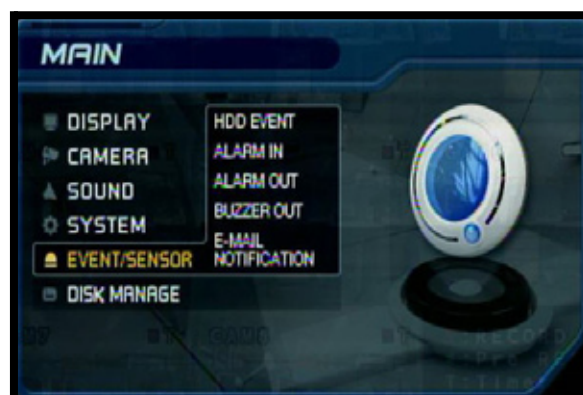 MAIN
DISPLAY
CAMERA
SOUND
SYSTEM
EVENT/SENSOR
DISK MANAGE
HDD EVENT
ALARM IN
ALARM OUT
BUZZER OUT
E-MAIL
NOTIFICATION
RECORD